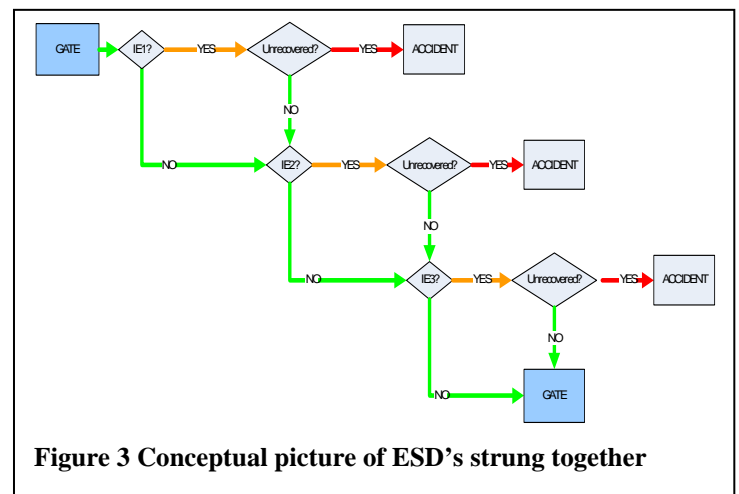 GATE
IE1?
YES
Unrecovered?
YES
ACCIDENT
NO
NO
IE2?
YES
Unrecovered?
YES
ACCIDENT
NO
NO
IE3?
YES
Unrecovered?
YES
ACCIDENT
NO
NO
GATE
Figure 3 Conceptual picture of ESD's strung together